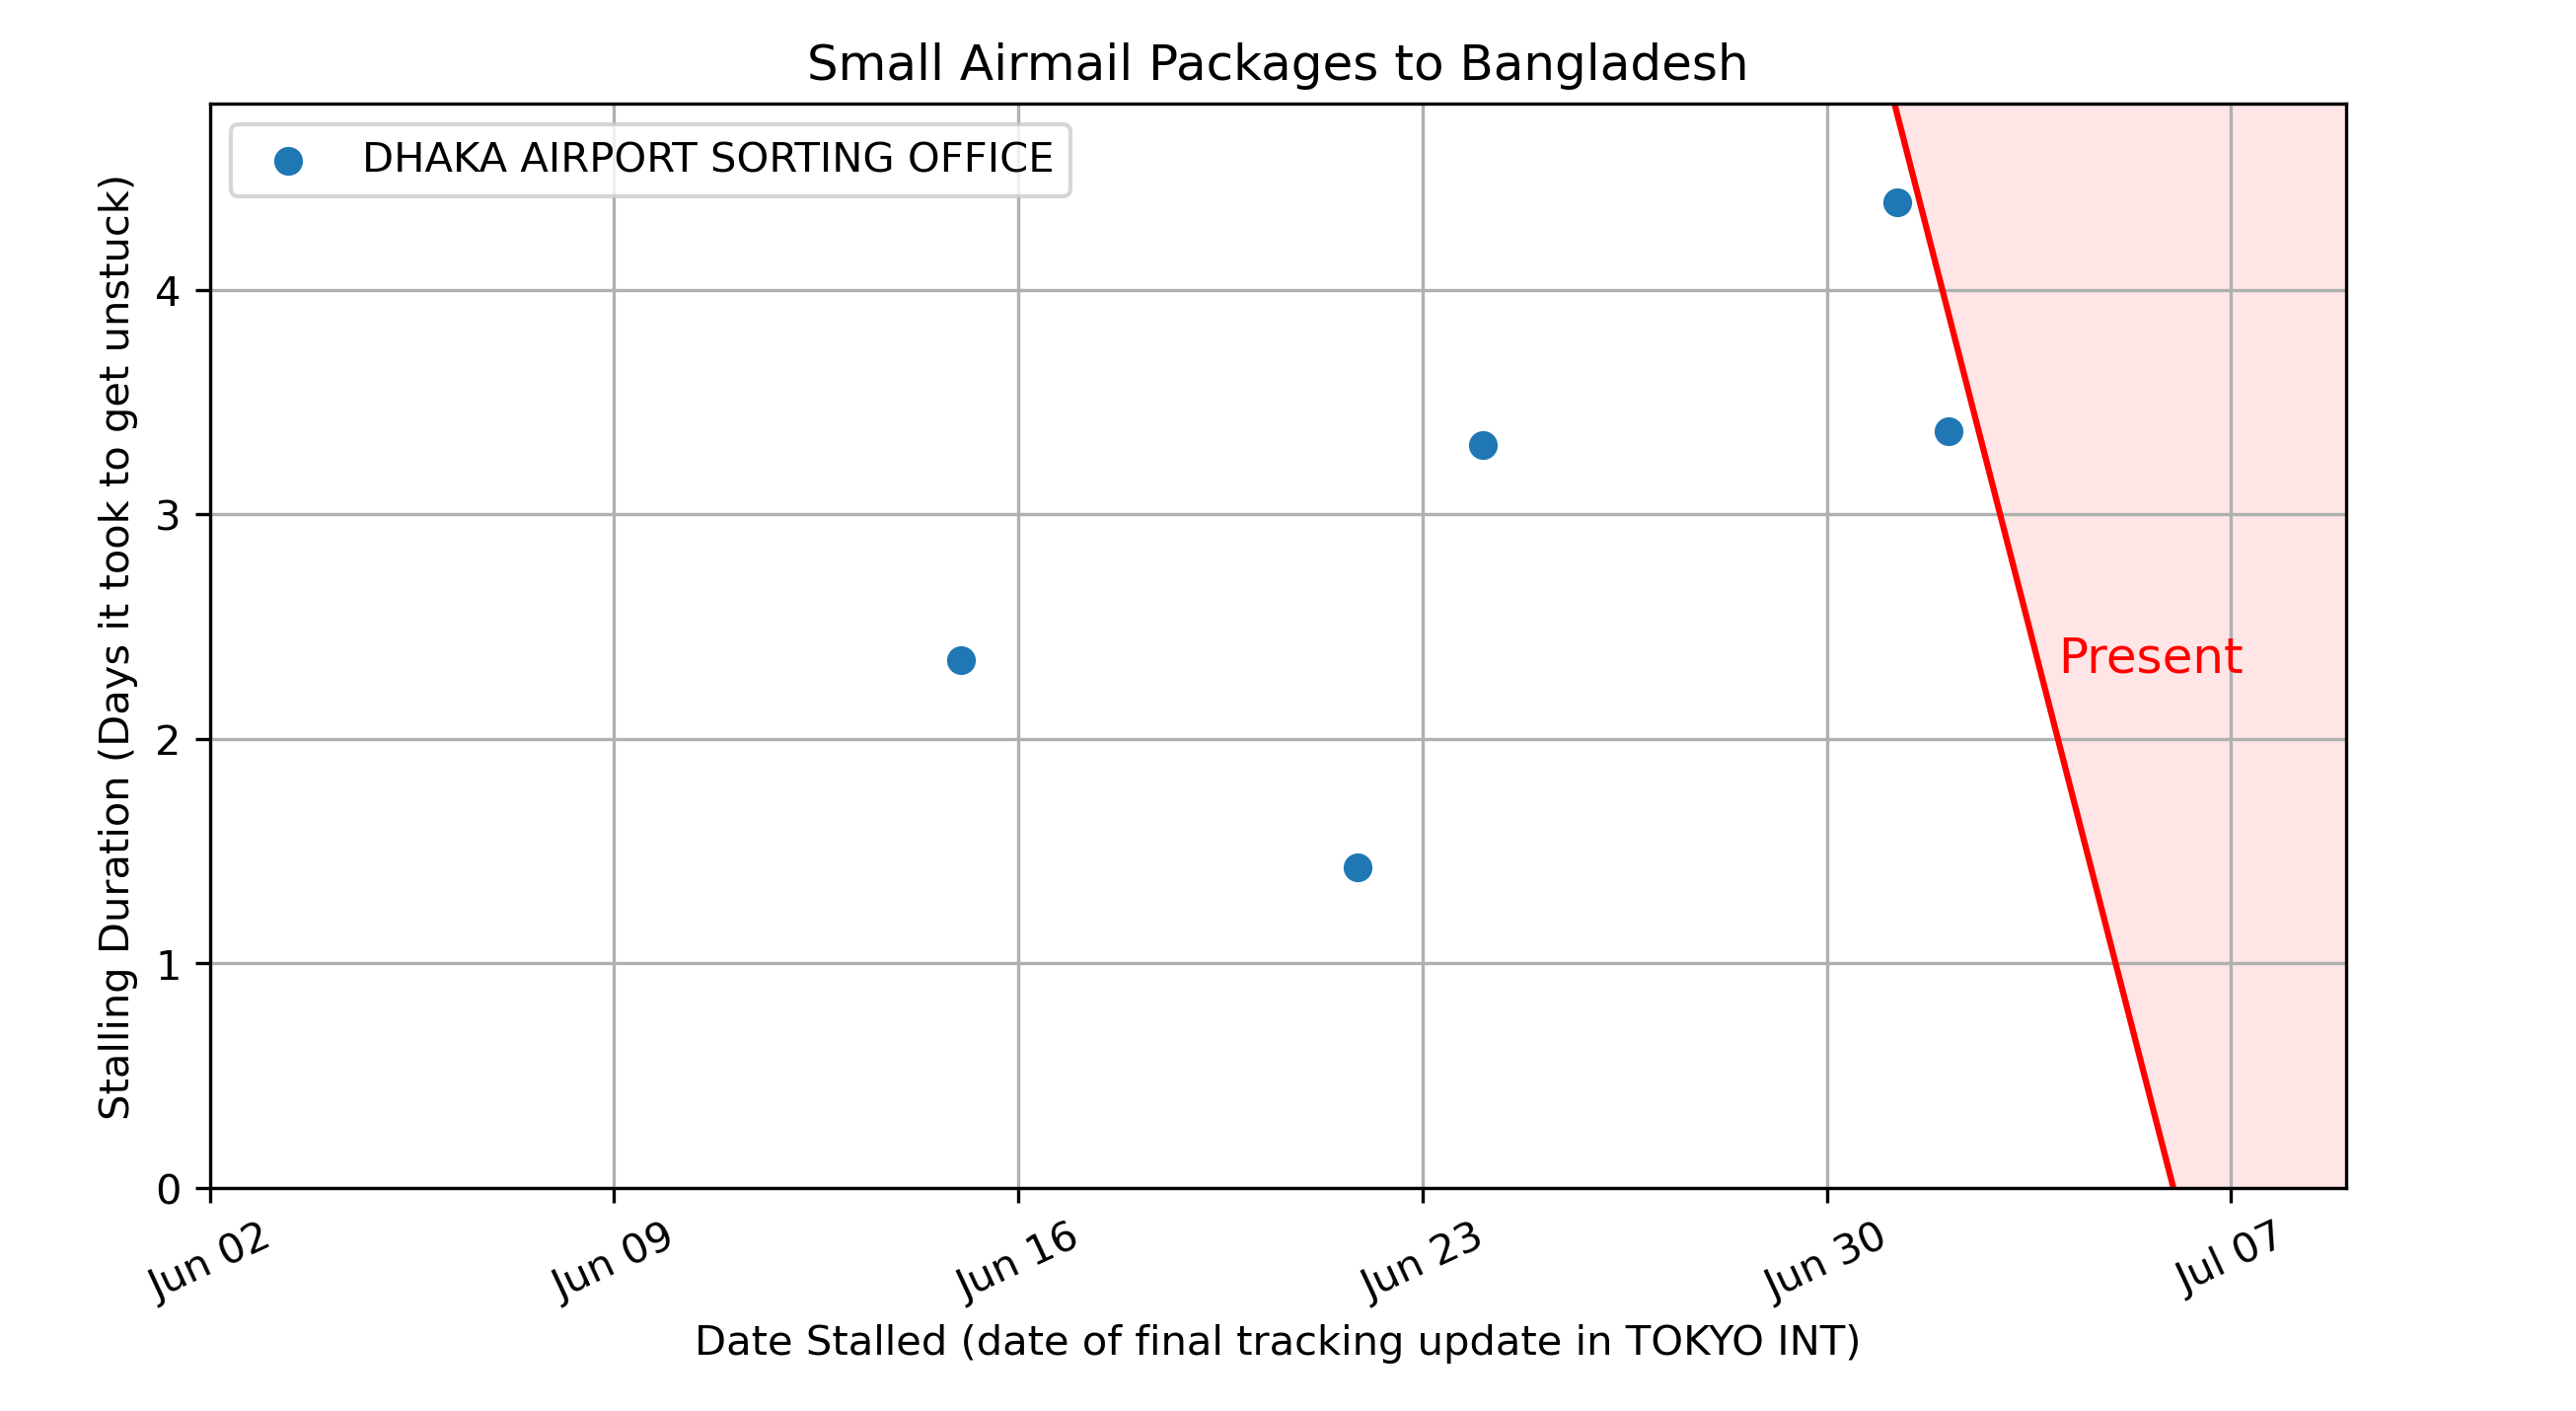 Small Airmail Packages to Bangladesh
DHAKA AIRPORT SORTING OFFICE
Stalling Duration (Days it took to get unstuck)
4
3
2
1
0
Present
Jun 02
Jun 09
Jun 16
Jun 23
Jun 30
Jul 07
Date Stalled (date of final tracking update in TOKYO INT)